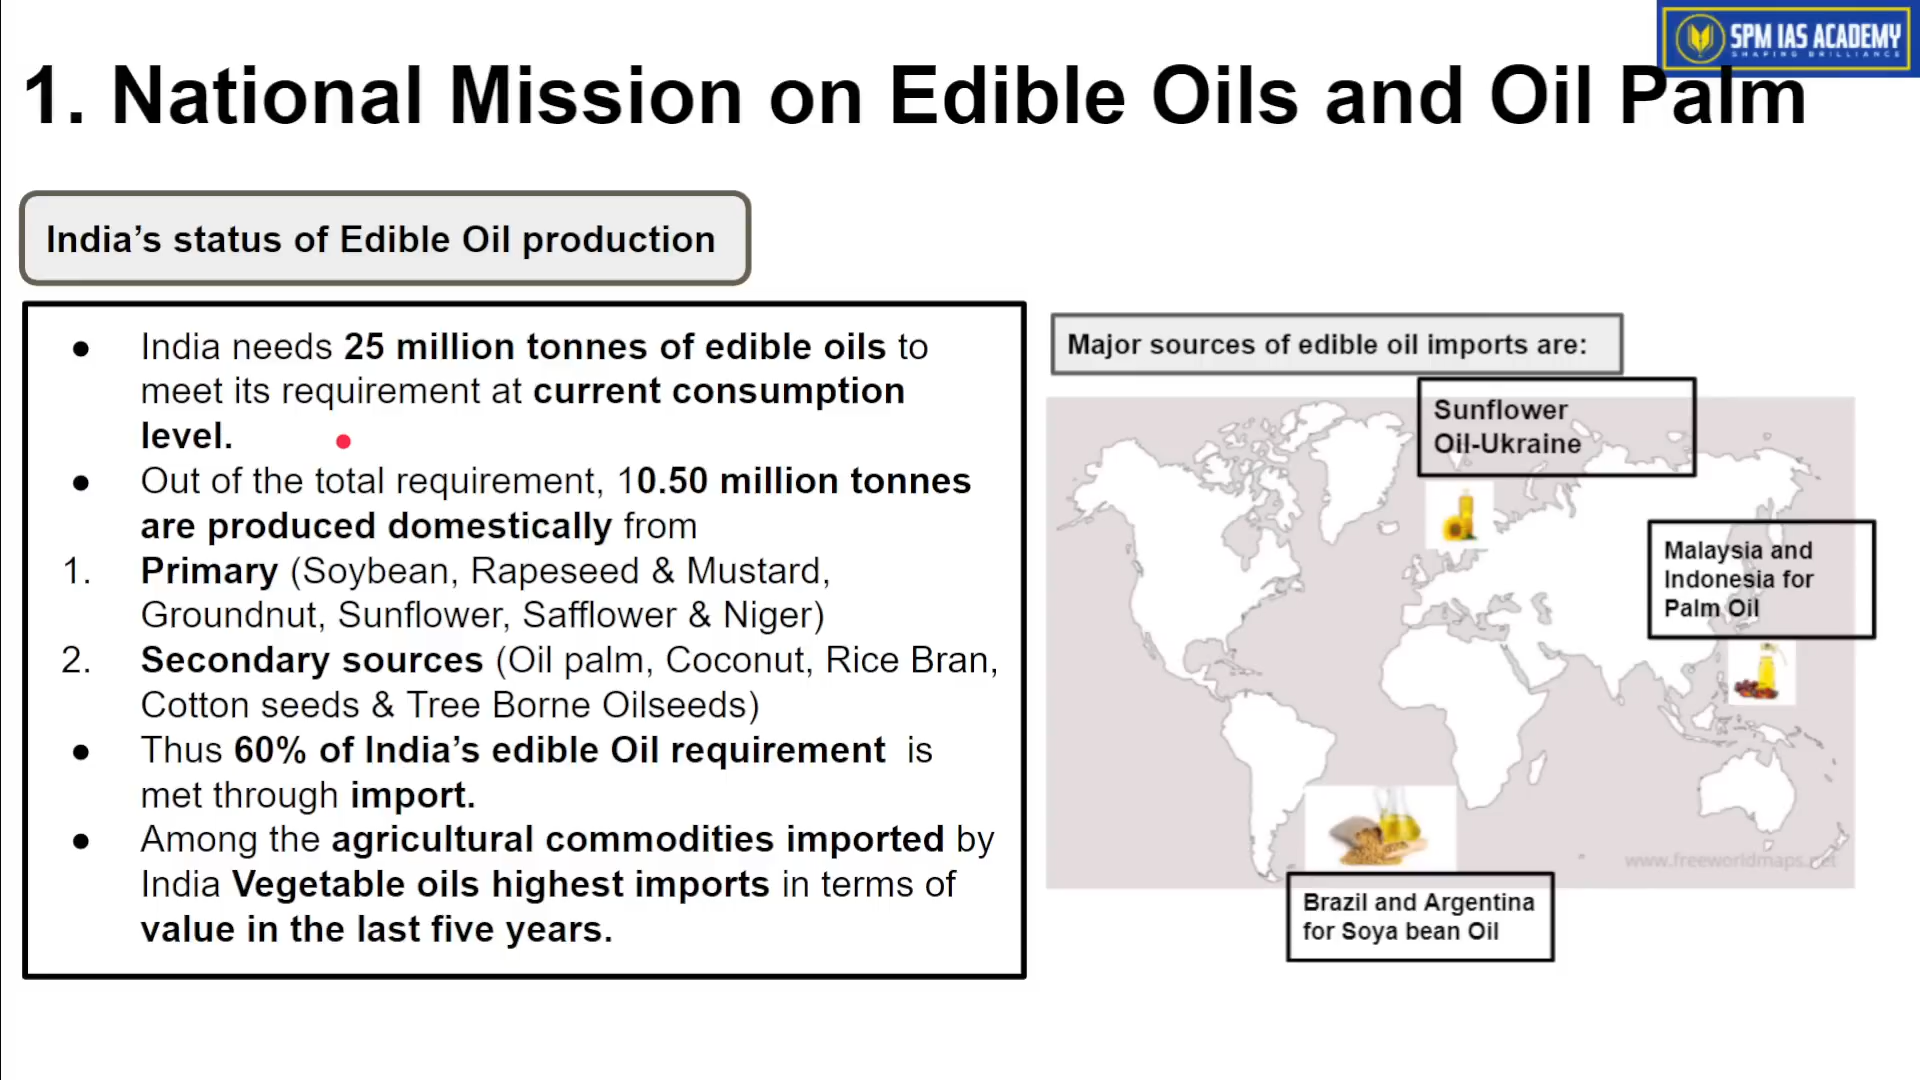 SPM IAS ACADEMY
SHAPING BRILLIANCE
1. National Mission on Edible Oils and Oil Palm
India’s status of Edible Oil production
● India needs 25 million tonnes of edible oils to
meet its requirement at current consumption
level.
● Out of the total requirement, 10.50 million tonnes
are produced domestically from
1. Primary (Soybean, Rapeseed & Mustard,
Groundnut, Sunflower, Safflower & Niger)
2. Secondary sources (Oil palm, Coconut, Rice Bran,
Cotton seeds & Tree Borne Oilseeds)
● Thus 60% of India’s edible Oil requirement is
met through import.
● Among the agricultural commodities imported by
India Vegetable oils highest imports in terms of
value in the last five years.
Major sources of edible oil imports are:
Sunflower
Oil-Ukraine
Malaysia and
Indonesia for
Palm Oil
www.freeworldmaps.net
Brazil and Argentina
for Soya bean Oil